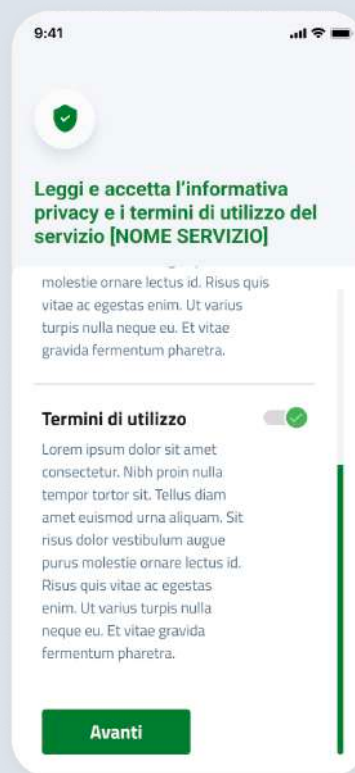 9:41
Leggi e accetta l'informativa
privacy e i termini di utilizzo del
servizio [NOME SERVIZIO]
molestie ornare lectus id. Risus quis
vitae ac egestas enim. Ut varius
turpis nulla neque eu. Et vitae
gravida fermentum pharetra.
Termini di utilizzo
Lorem ipsum dolor sit amet
consectetur. Nibh proin nulla
tempor tortor sit. Tellus diam
amet euismod urna aliquam. Sit
risus dolor vestibulum augue
purus molestie ornare lectus id.
Risus quis vitae ac egestas
enim. Ut varius turpis nulla
neque eu. Et vitae gravida
fermentum pharetra.
Avanti